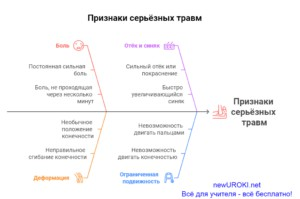 Признаки серьёзных травм
Боль
Отёк и синяк
Постоянная сильная
боль
Сильный отёк или
покраснение
Боль, не проходящая
через несколько
минут
Быстро
увеличивающийся
синяк
Признаки
серьёзных
травм
Необычное
положение
конечности
Невозможность
двигать пальцами
Неправильное
сгибание конечности
Невозможность
двигать конечностью
Деформация
Ограниченная
подвижность
newUROKI.net
Всё для учителя - всё бесплатно!